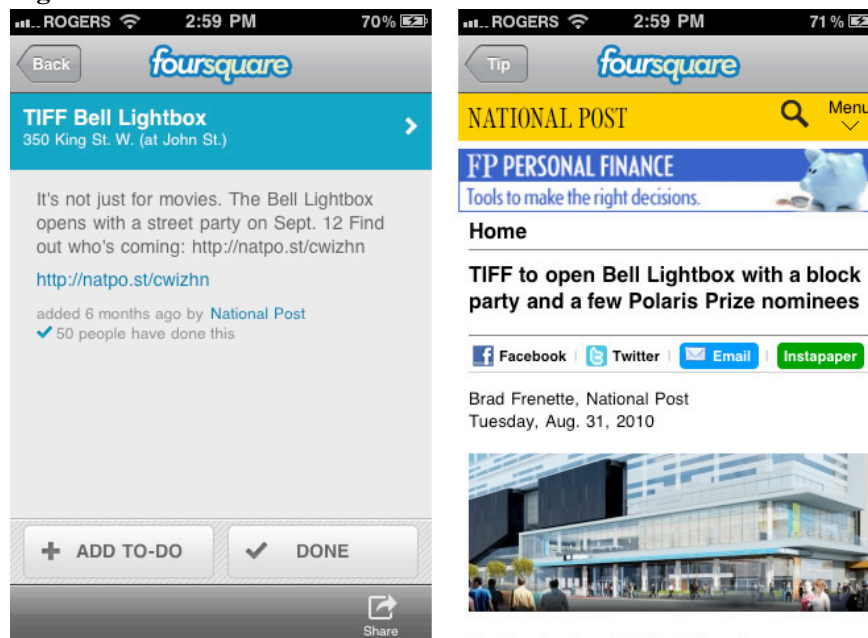 ROGERS 2:59 PM 70%
Back foursquare
TIFF Bell Lightbox
350 King St. W. (at John St.)
It's not just for movies. The Bell Lightbox
opens with a street party on Sept. 12 Find
out who's coming: http://natpo.st/cwizhn
http://natpo.st/cwizhn
added 6 months ago by National Post
50 people have done this
ADD TO-DO DONE
Share
ROGERS 2:59 PM 71%
Tip foursquare
NATIONAL POST Menu
FP PERSONAL FINANCE
Tools to make the right decisions.
Home
TIFF to open Bell Lightbox with a block
party and a few Polaris Prize nominees
Facebook Twitter Email Instapaper
Brad Frenette, National Post
Tuesday, Aug. 31, 2010